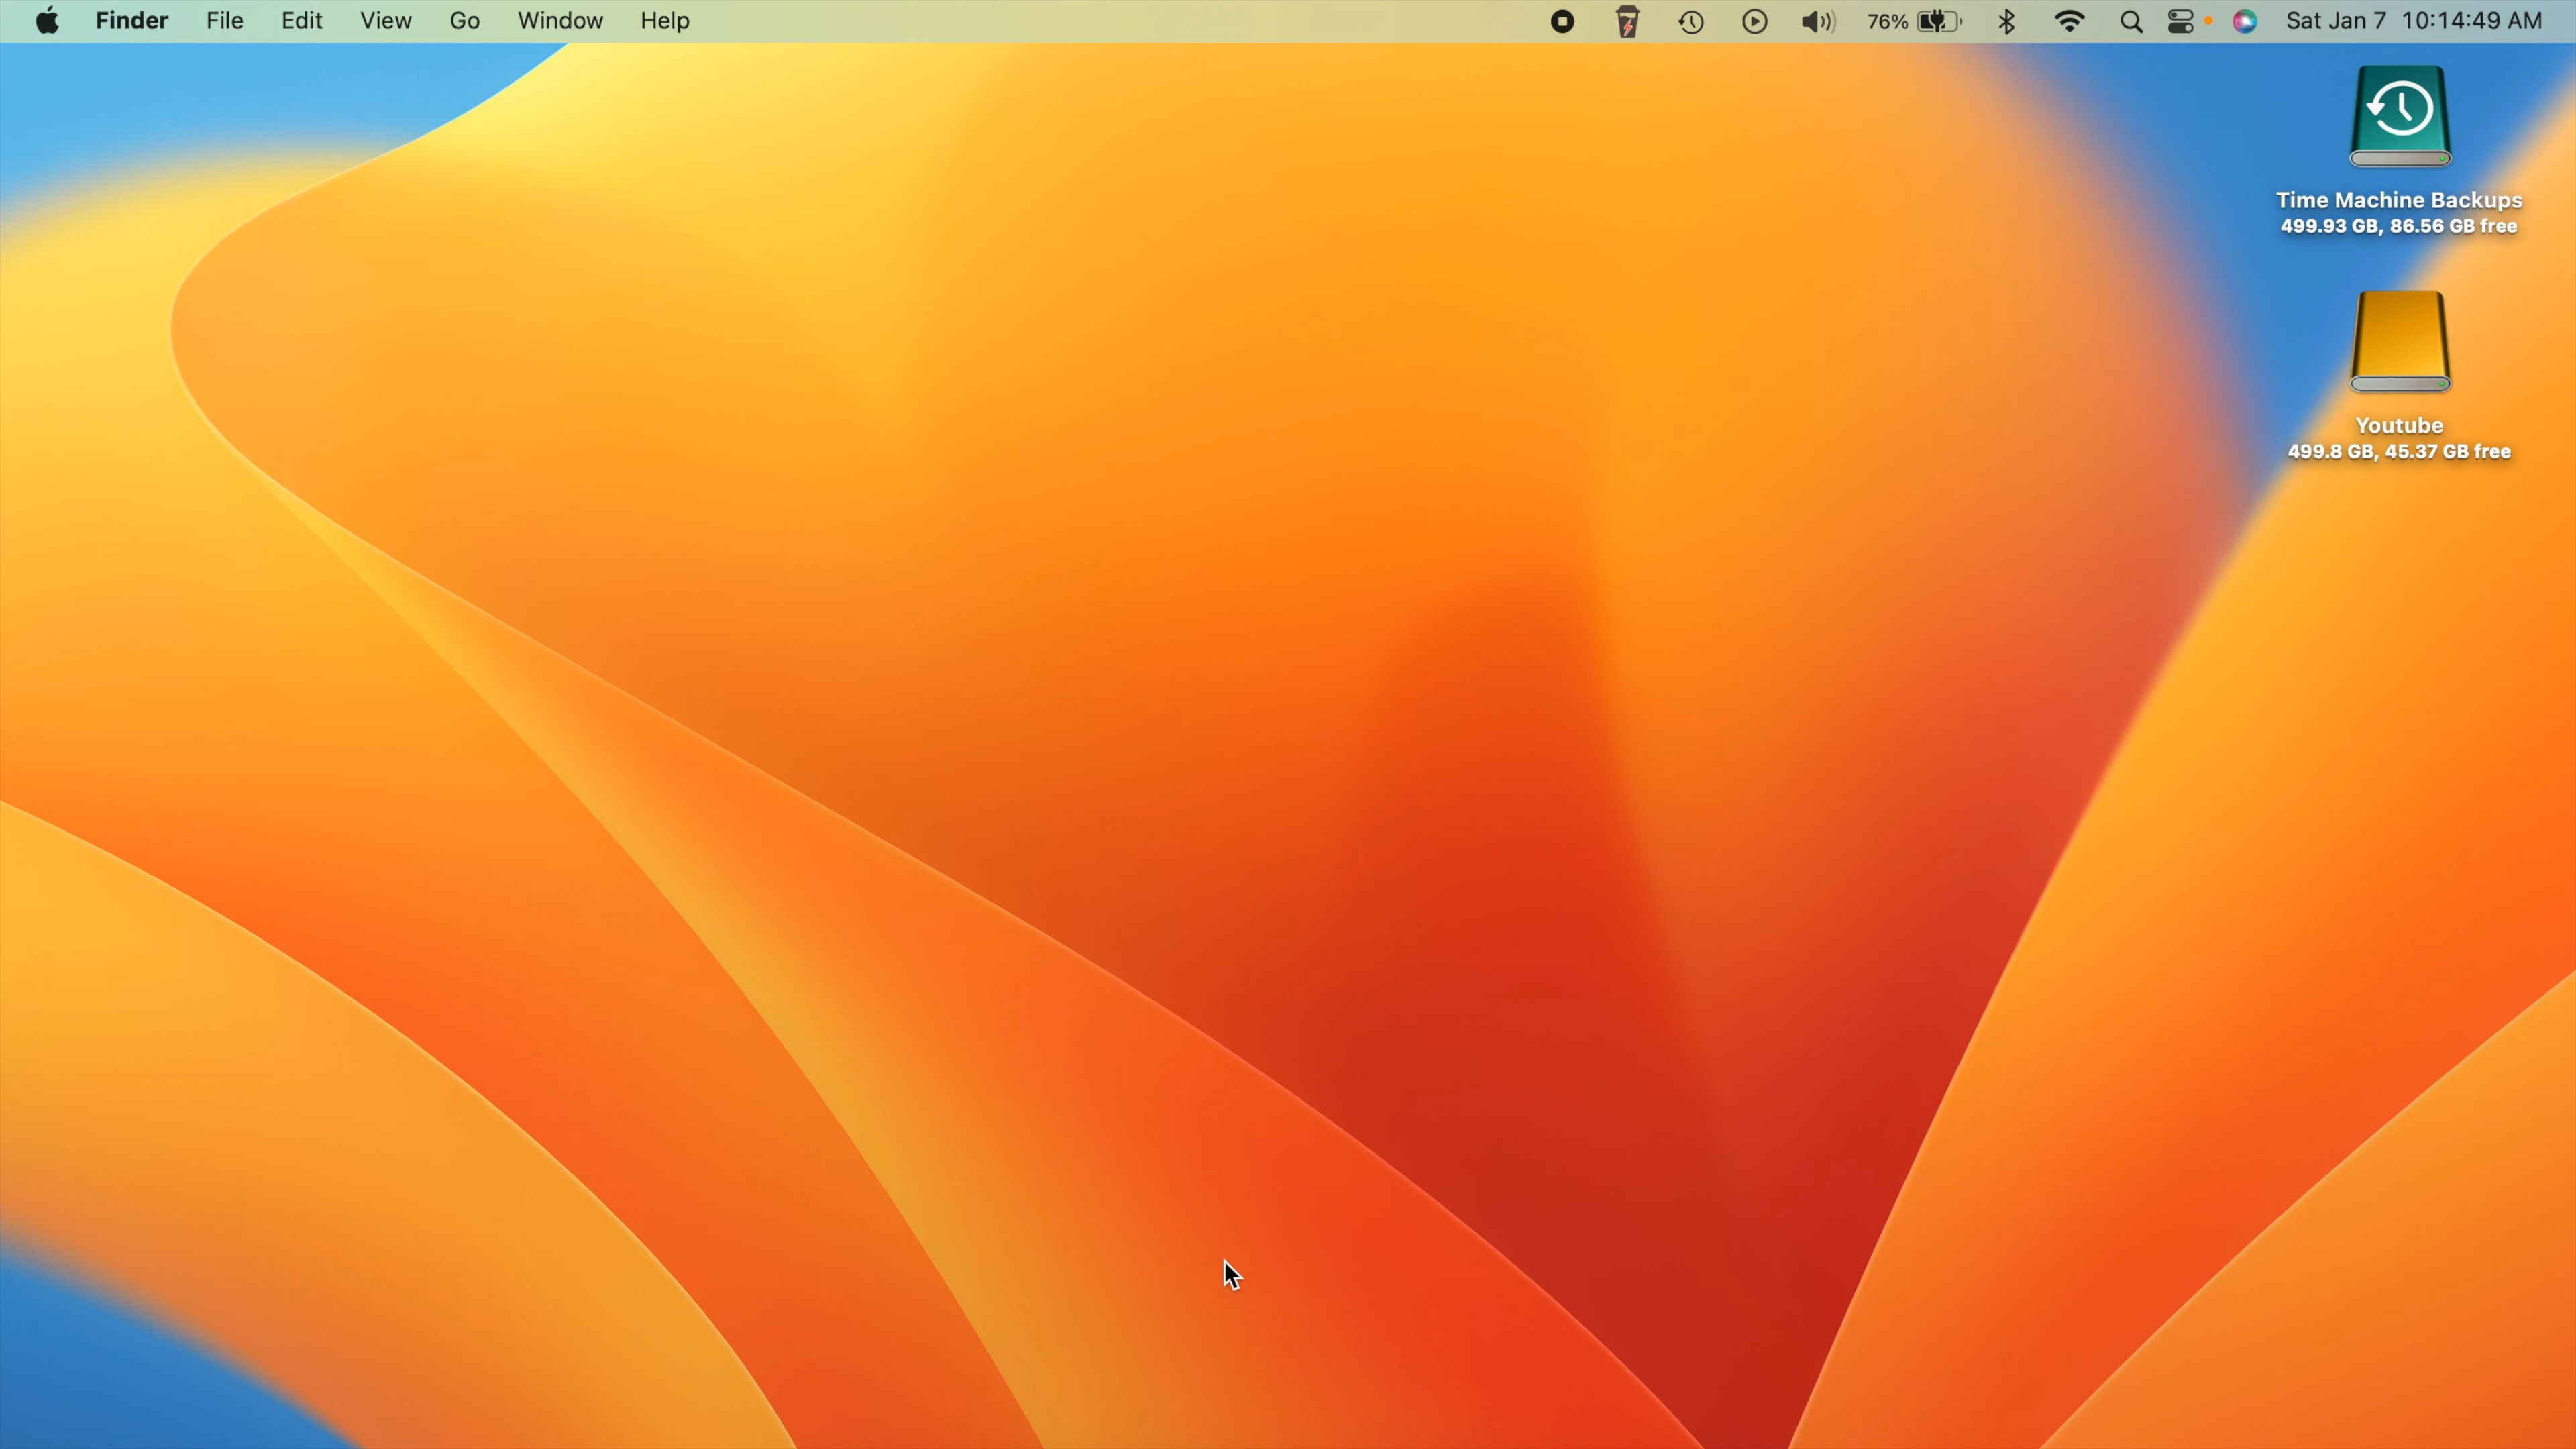 Finder File Edit View Go Window Help 76% Sat Jan 7 10:14:49 AM
Time Machine Backups
499.93 GB, 86.56 GB free
Youtube
499.8 GB, 45.37 GB free